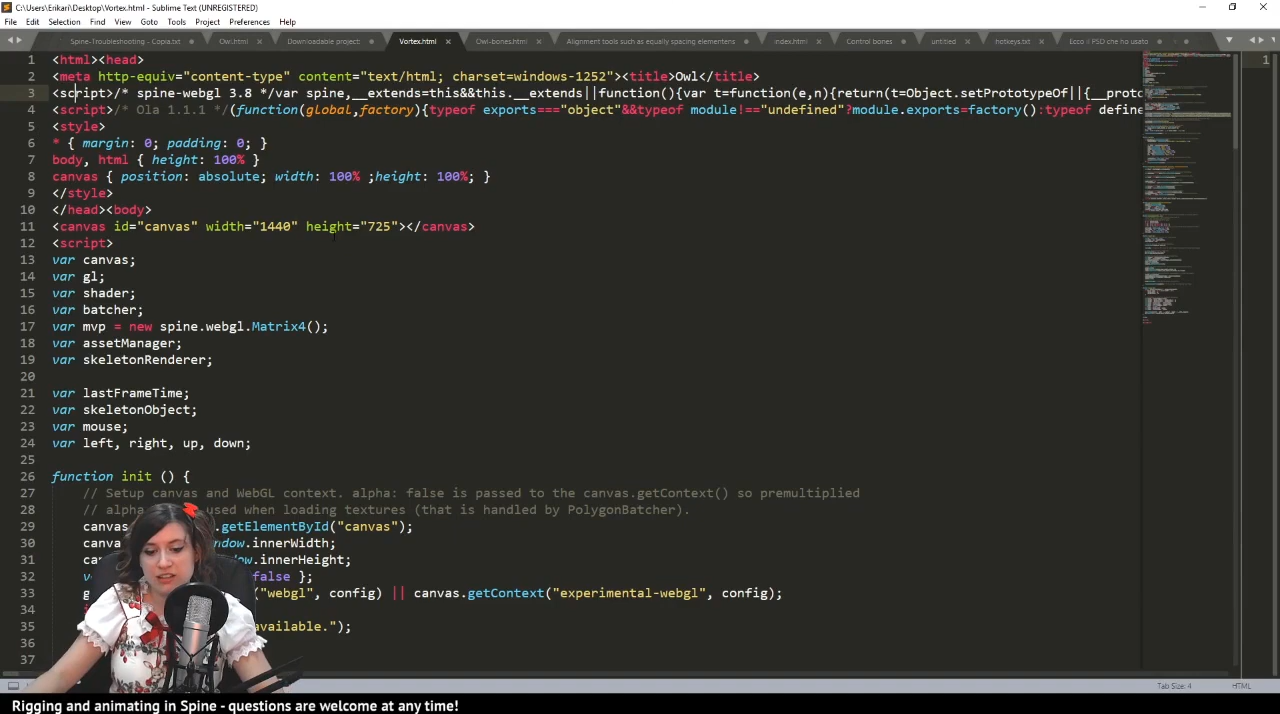 C:\Users\Erikari\Desktop\Vortex.html - Sublime Text (UNREGISTERED)
File Edit Selection Find View Goto Tools Project Preferences Help
Spine-Troubleshooting - Copia.txt Owl.html Downloadable project: Vortex.html Owl-bones.html Alignment tools such as equally spacing elementens index.html Control bones untitled hotkeys.txt Ecco il PSD che ho usato
1 <html><head> 1
2 <meta http-equiv="content-type" content="text/html; charset=windows-1252"><title>Owl</title>
3 <script>/* spine-webgl 3.8 */var spine,__extends=this&&this.__extends||function(){var t=function(e,n){return(t=Object.setPrototypeOf||{__proto
4 <script>/* Ola 1.1.1 */(function(global,factory){typeof exports==="object"&&typeof module!=="undefined"?module.exports=factory():typeof define
5 <style>
6 * { margin: 0; padding: 0; }
7 body, html { height: 100% }
8 canvas { position: absolute; width: 100% ;height: 100%; }
9 </style>
10 </head><body>
11 <canvas id="canvas" width="1440" height="725"></canvas>
12 <script>
13 var canvas;
14 var gl;
15 var shader;
16 var batcher;
17 var mvp = new spine.webgl.Matrix4();
18 var assetManager;
19 var skeletonRenderer;
20
21 var lastFrameTime;
22 var skeletonObject;
23 var mouse;
24 var left, right, up, down;
25
26 function init () {
27 // Setup canvas and WebGL context. alpha: false is passed to the canvas.getContext() so premultiplied
28 // alpha used when loading textures (that is handled by PolygonBatcher).
29 canvas .getElementById("canvas");
30 canva ndow.innerWidth;
31 ca ow.innerHeight;
32 v false };
33 g ("webgl", config) || canvas.getContext("experimental-webgl", config);
34
35 available.");
36
37
Tab Size: 4 HTML
Rigging and animating in Spine - questions are welcome at any time!